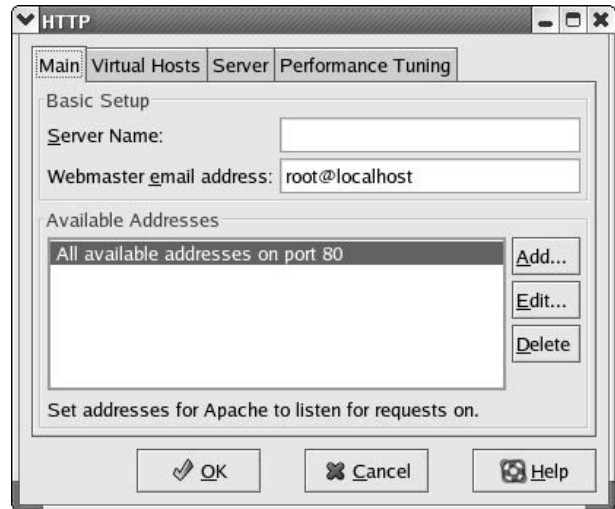 HTTP
Main Virtual Hosts Server Performance Tuning
Basic Setup
Server Name:
Webmaster email address: root@localhost
Available Addresses
All available addresses on port 80
Add...
Edit...
Delete
Set addresses for Apache to listen for requests on.
OK Cancel Help